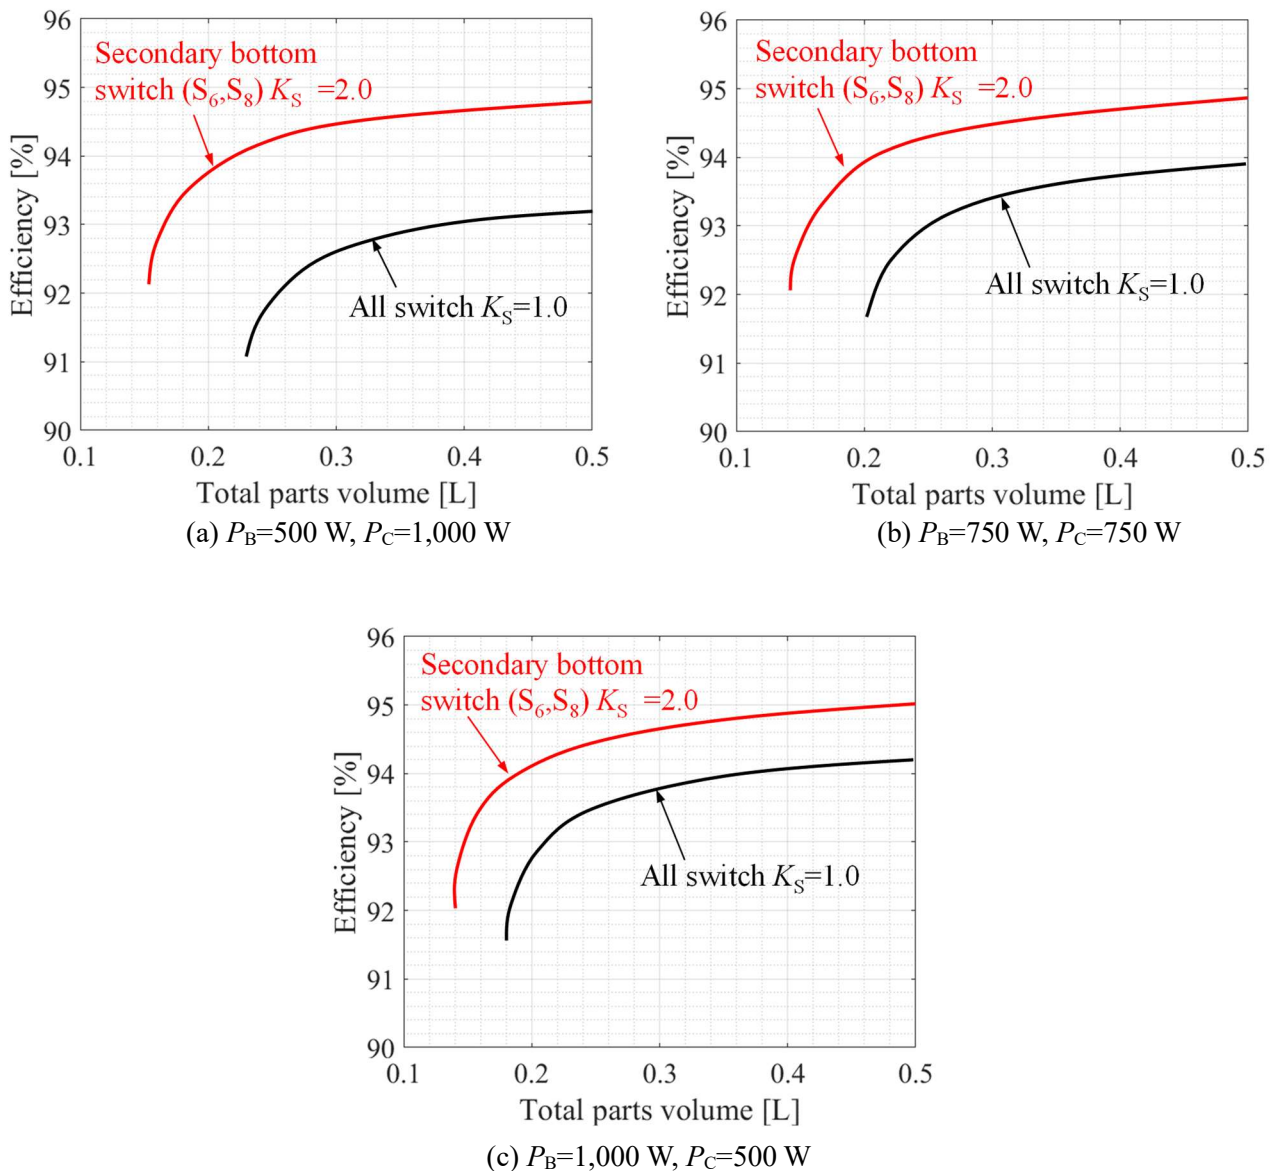 96
95
94
93
92
91
90
Efficiency [%]
Secondary bottom
switch (S6,S8) KS =2.0
All switch KS=1.0
0.1 0.2 0.3 0.4 0.5
Total parts volume [L]
(a) PB=500 W, PC=1,000 W
96
95
94
93
92
91
90
Efficiency [%]
Secondary bottom
switch (S6,S8) KS =2.0
All switch KS=1.0
0.1 0.2 0.3 0.4 0.5
Total parts volume [L]
(b) PB=750 W, PC=750 W
96
95
94
93
92
91
90
Efficiency [%]
Secondary bottom
switch (S6,S8) KS =2.0
All switch KS=1.0
0.1 0.2 0.3 0.4 0.5
Total parts volume [L]
(c) PB=1,000 W, PC=500 W